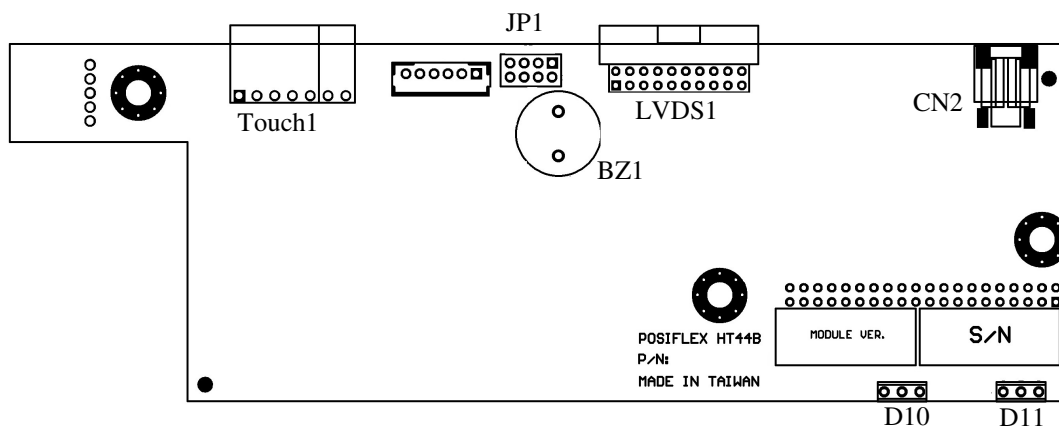 JP1
Touch1
LVDS1
CN2
BZ1
POSIFLEX HT44B
P/N:
MADE IN TAIWAN
MODULE VER.
S/N
D10
D11